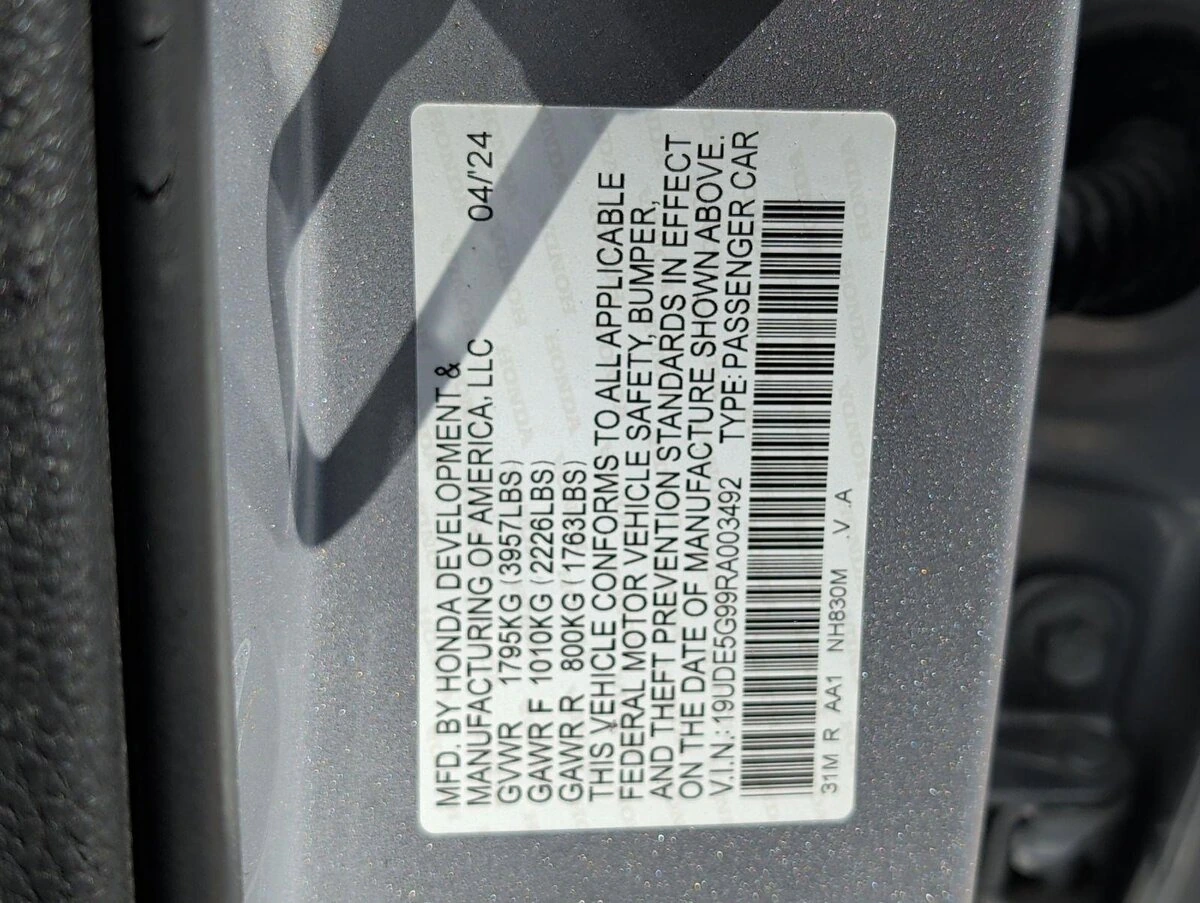 MFD. BY HONDA DEVELOPMENT &
MANUFACTURING OF AMERICA, LLC 04/'24
GVWR 1795KG (3957LBS)
GAWR F 1010KG (2226LBS)
GAWR R 800KG (1763LBS)
THIS VEHICLE CONFORMS TO ALL APPLICABLE
FEDERAL MOTOR VEHICLE SAFETY, BUMPER,
AND THEFT PREVENTION STANDARDS IN EFFECT
ON THE DATE OF MANUFACTURE SHOWN ABOVE.
V.I.N.: 19UDE5G99RA003492 TYPE: PASSENGER CAR
31M R AA1 NH830M .V .A